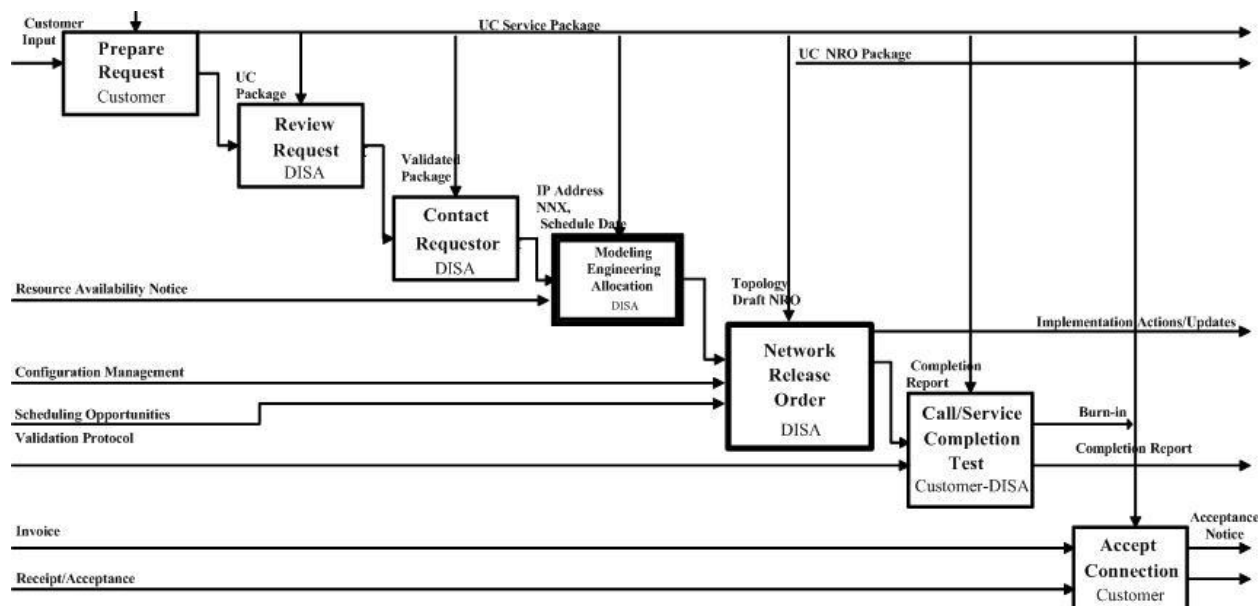 Customer
Input
UC Service Package
Prepare
Request
Customer
UC NRO Package
UC
Package
Review
Request
DISA
Validated
Package
IP Address
NNX,
Schedule Date
Contact
Requestor
DISA
Modeling
Engineering
Allocation
DISA
Resource Availability Notice
Topology
Draft NRO
Implementation Actions/Updates
Network
Release
Order
DISA
Configuration Management
Completion
Report
Scheduling Opportunities
Call/Service
Completion
Test
Customer-DISA
Burn-in
Validation Protocol
Completion Report
Invoice
Acceptance
Notice
Accept
Connection
Customer
Receipt/Acceptance